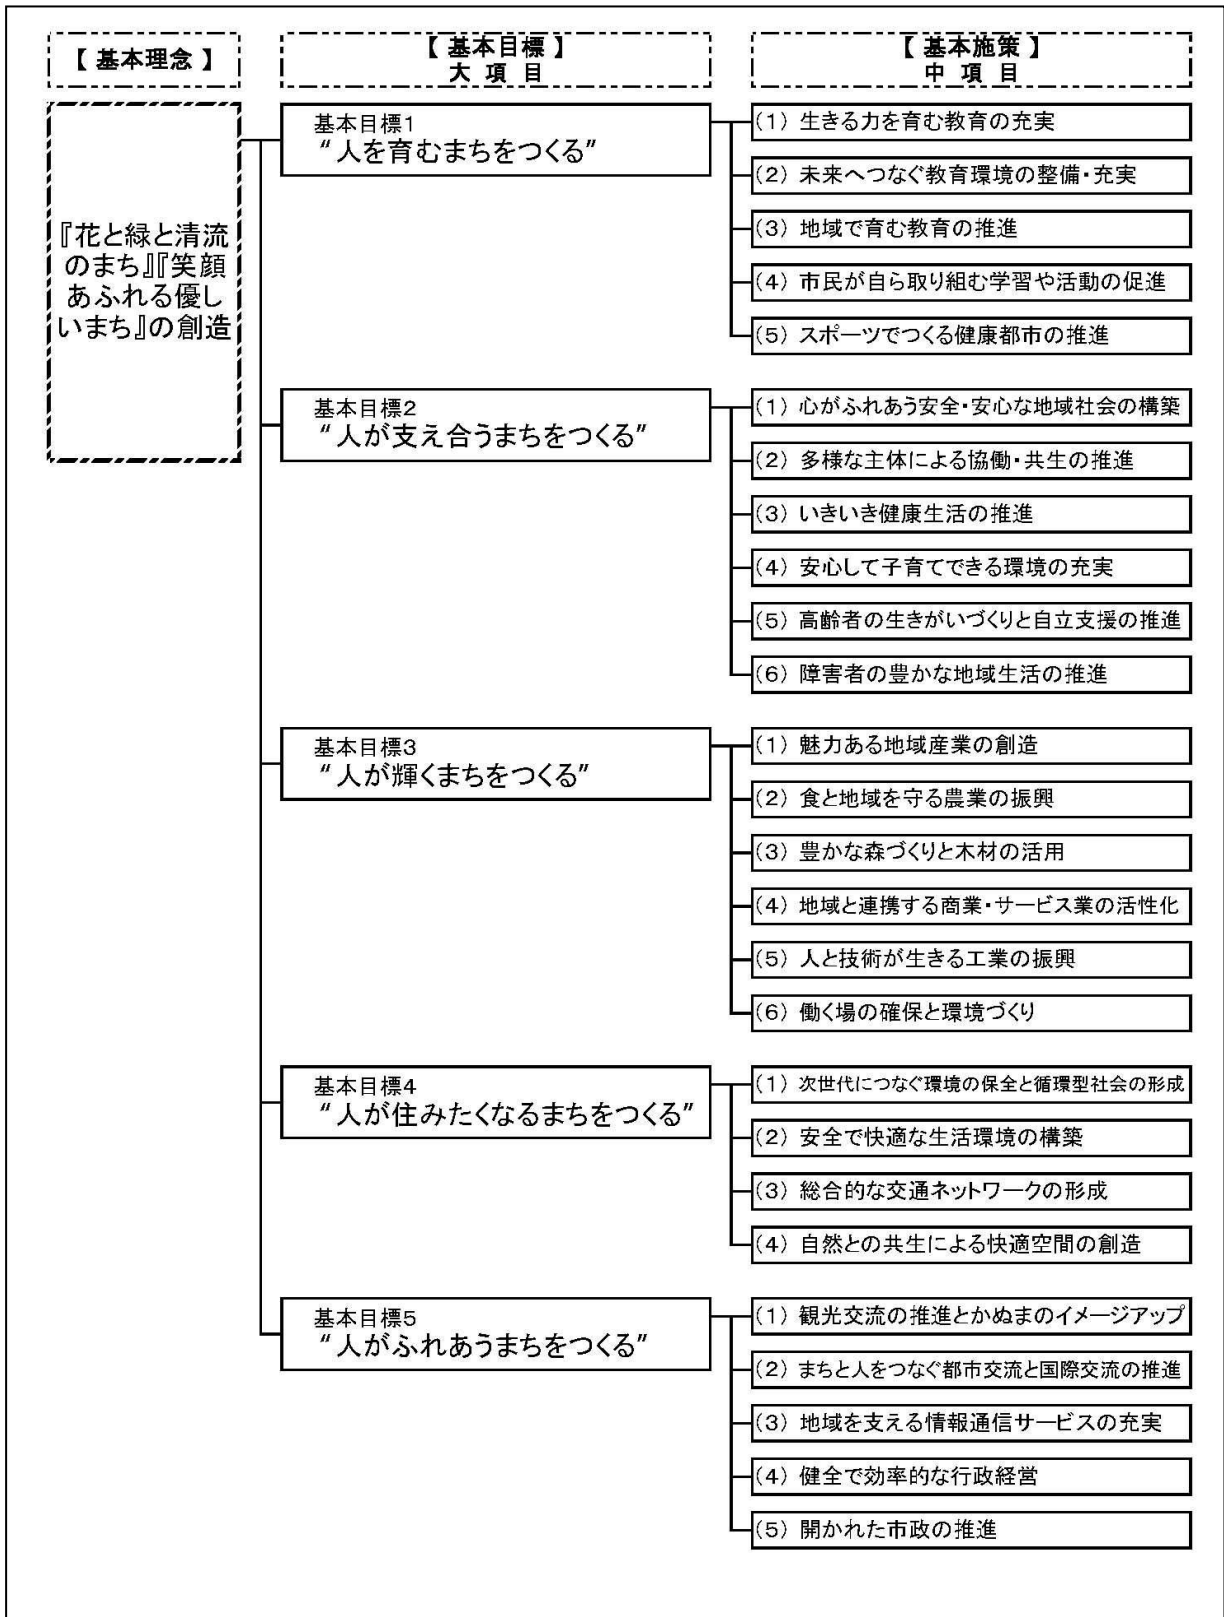 【 基本理念 】
【 基本目標 】
大 項 目
【 基本施策 】
中 項 目
『花と緑と清流
のまち』『笑顔
あふれる優し
いまち』の創造
基本目標1
“人を育むまちをつくる”
(1) 生きる力を育む教育の充実
(2) 未来へつなぐ教育環境の整備・充実
(3) 地域で育む教育の推進
(4) 市民が自ら取り組む学習や活動の促進
(5) スポーツでつくる健康都市の推進
基本目標2
“人が支え合うまちをつくる”
(1) 心がふれあう安全・安心な地域社会の構築
(2) 多様な主体による協働・共生の推進
(3) いきいき健康生活の推進
(4) 安心して子育てできる環境の充実
(5) 高齢者の生きがいづくりと自立支援の推進
(6) 障害者の豊かな地域生活の推進
基本目標3
“人が輝くまちをつくる”
(1) 魅力ある地域産業の創造
(2) 食と地域を守る農業の振興
(3) 豊かな森づくりと木材の活用
(4) 地域と連携する商業・サービス業の活性化
(5) 人と技術が生きる工業の振興
(6) 働く場の確保と環境づくり
基本目標4
“人が住みたくなるまちをつくる”
(1) 次世代につなぐ環境の保全と循環型社会の形成
(2) 安全で快適な生活環境の構築
(3) 総合的な交通ネットワークの形成
(4) 自然との共生による快適空間の創造
基本目標5
“人がふれあうまちをつくる”
(1) 観光交流の推進とかぬまのイメージアップ
(2) まちと人をつなぐ都市交流と国際交流の推進
(3) 地域を支える情報通信サービスの充実
(4) 健全で効率的な行政経営
(5) 開かれた市政の推進